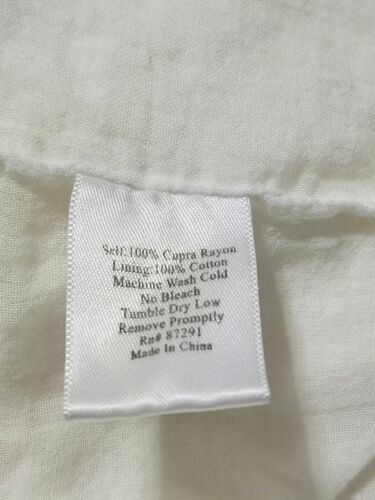 Self:100% Cupra Rayon
Lining:100% Cotton
Machine Wash Cold
No Bleach
Tumble Dry Low
Remove Promptly
Rn# 87291
Made In China